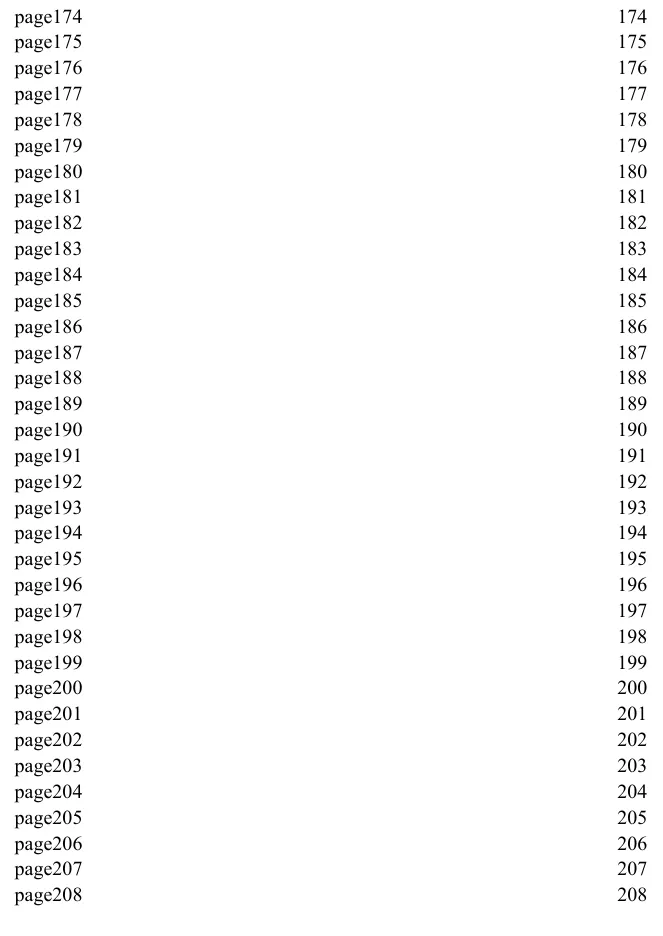 page174 174
page175 175
page176 176
page177 177
page178 178
page179 179
page180 180
page181 181
page182 182
page183 183
page184 184
page185 185
page186 186
page187 187
page188 188
page189 189
page190 190
page191 191
page192 192
page193 193
page194 194
page195 195
page196 196
page197 197
page198 198
page199 199
page200 200
page201 201
page202 202
page203 203
page204 204
page205 205
page206 206
page207 207
page208 208